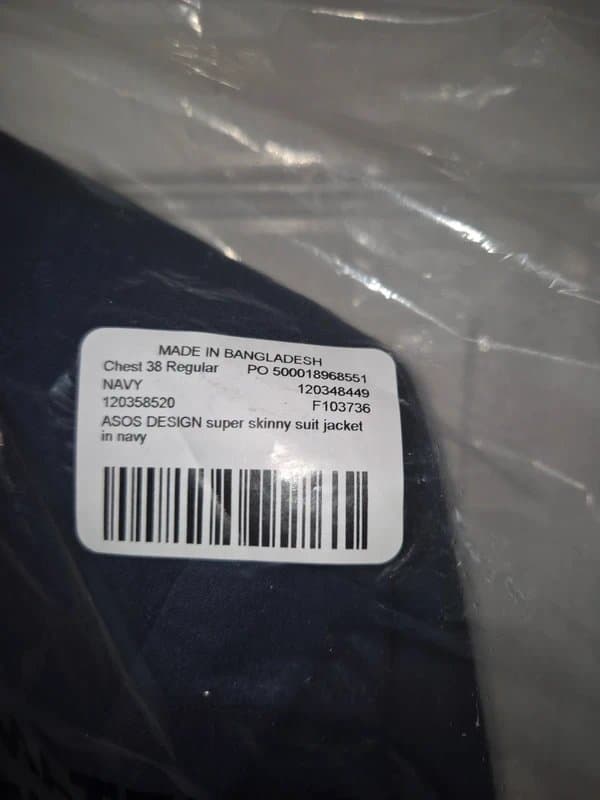 MADE IN BANGLADESH
Chest 38 Regular PO 500018968551
NAVY 120348449
120358520 F103736
ASOS DESIGN super skinny suit jacket
in navy